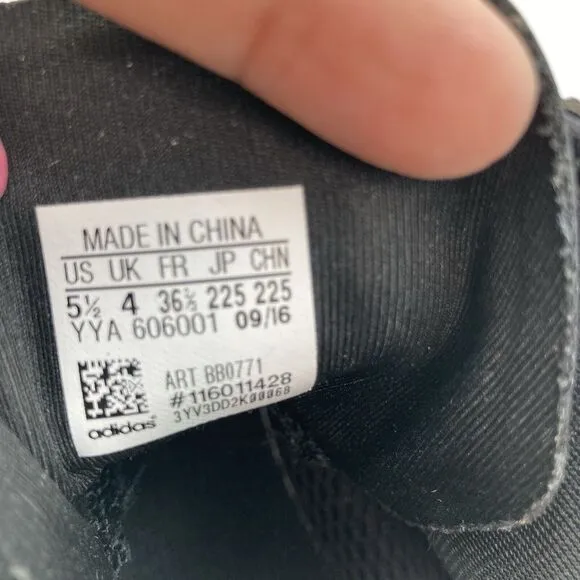 MADE IN CHINA
US UK FR JP CHN
5½ 4 36⅔ 225 225
YYA 606001 09/16
ART BB0771
#116011428
adidas